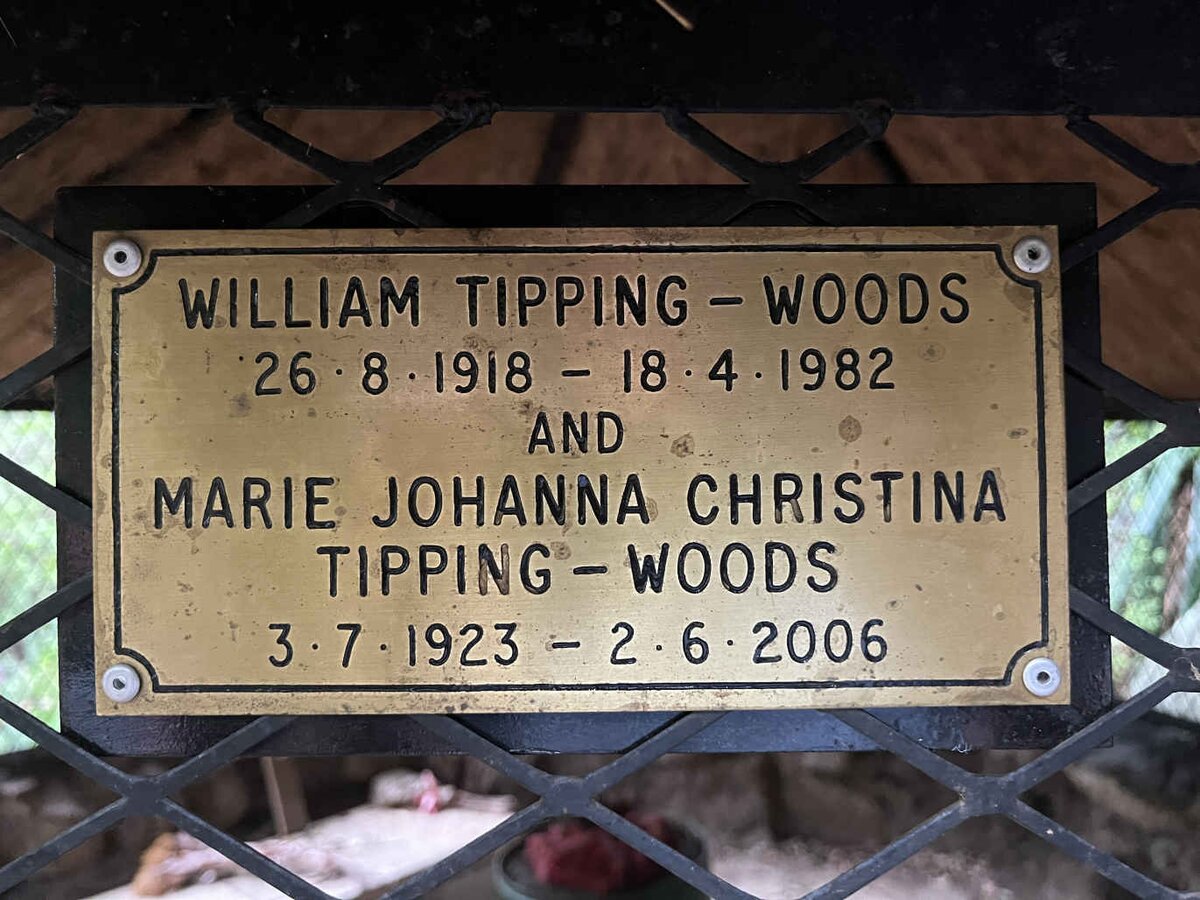 WILLIAM TIPPING – WOODS
26 · 8 · 1918 – 18 · 4 · 1982
AND
MARIE JOHANNA CHRISTINA
TIPPING – WOODS
3 · 7 · 1923 – 2 · 6 · 2006